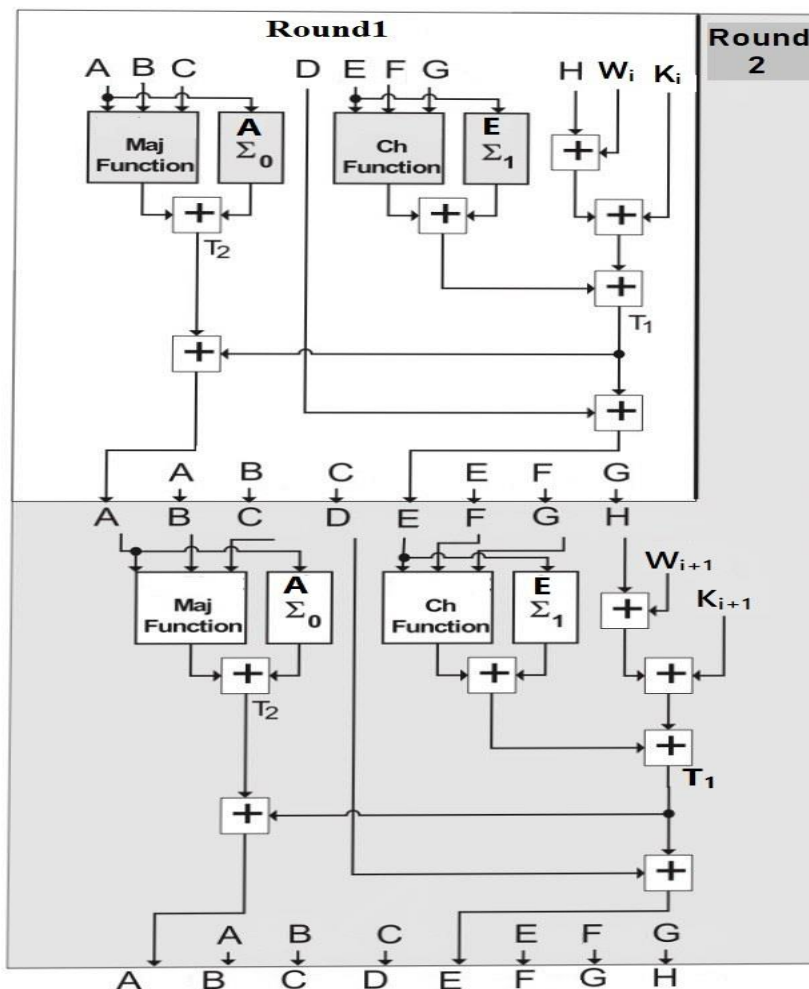 Round1
Round
2
A B C D E F G H Wi Ki
Maj
Function
A
Σ0
Ch
Function
E
Σ1
+
+
+
+
T2
+
T1
+
+
A B C E F G
A B C D E F G H
Wi+1
Maj
Function
A
Σ0
Ch
Function
E
Σ1
+
Ki+1
+
+
+
T2
+
T1
+
+
A B C E F G
A B C D E F G H